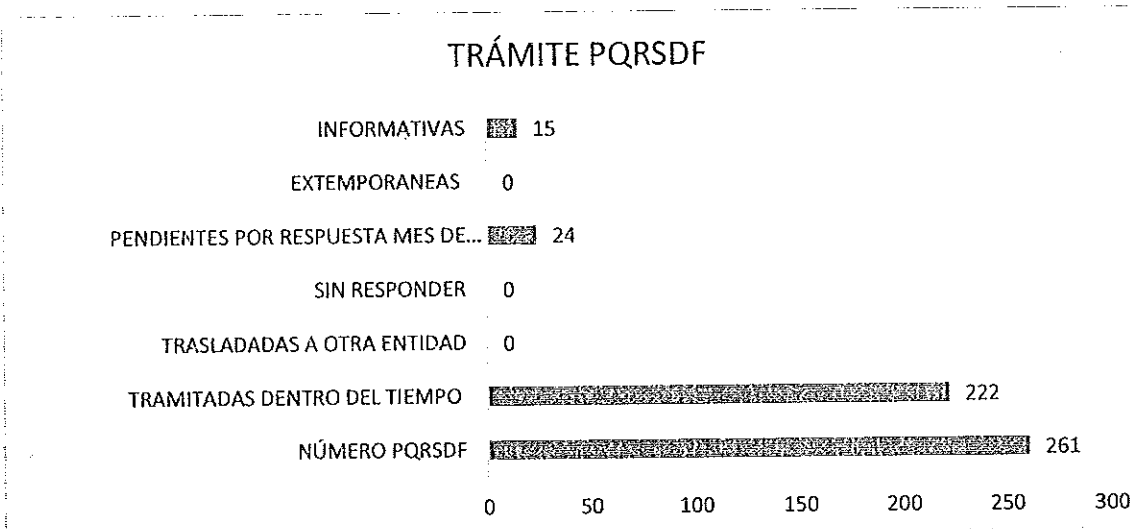 TRÁMITE PQRSDF
INFORMATIVAS 15
EXTEMPORANEAS 0
PENDIENTES POR RESPUESTA MES DE... 24
SIN RESPONDER 0
TRASLADADAS A OTRA ENTIDAD 0
TRAMITADAS DENTRO DEL TIEMPO 222
NÚMERO PQRSDF 261
0 50 100 150 200 250 300